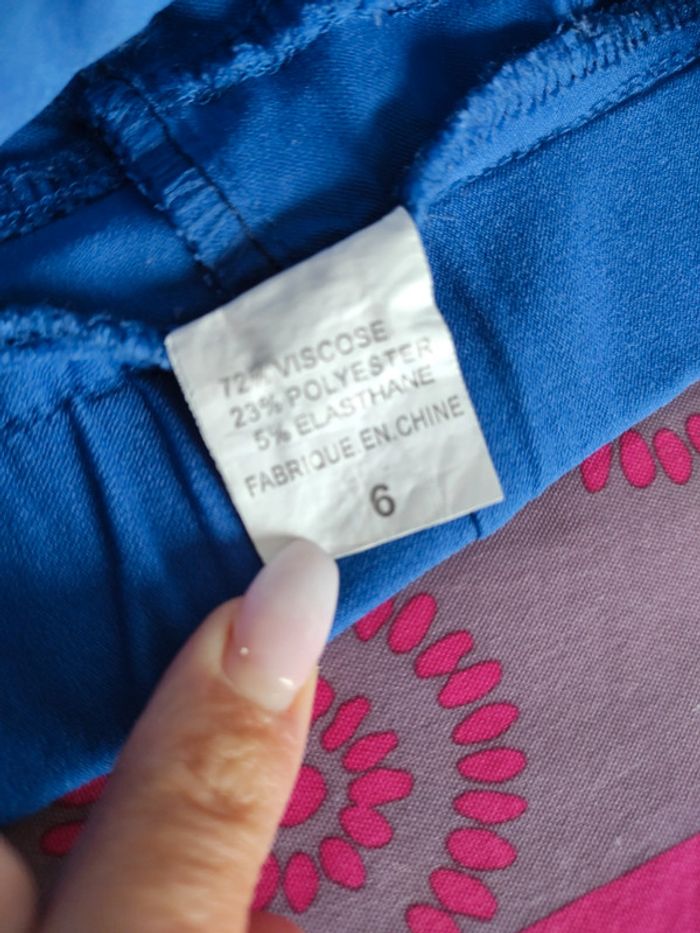 72% VISCOSE
23% POLYESTER
5% ELASTHANE
FABRIQUE.EN.CHINE
6